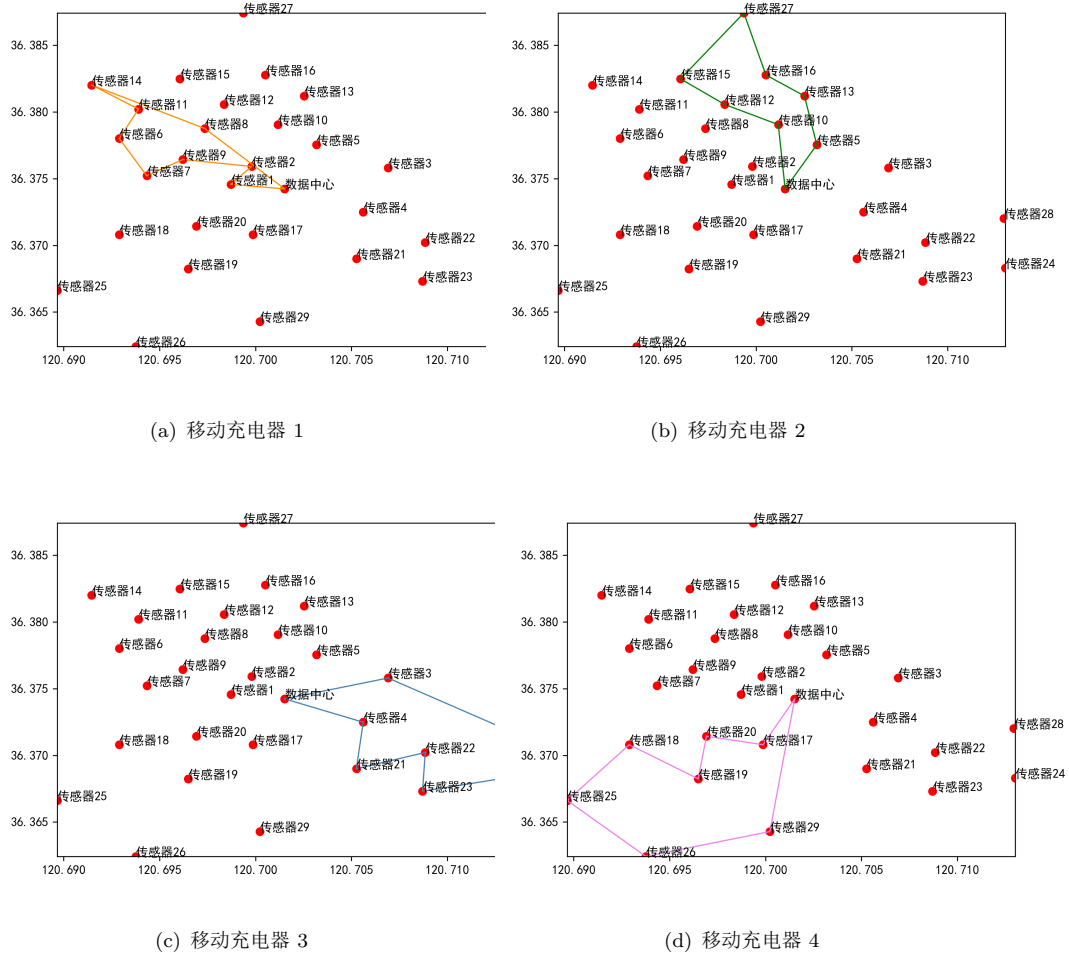 传感器27
36.385
传感器16
传感器15
传感器14
传感器13
传感器12
传感器11
36.380
传感器10
传感器8
传感器6
传感器5
传感器9
传感器2
传感器3
36.375
传感器7
传感器1
数据中心
传感器4
传感器20
传感器18
传感器17
36.370
传感器22
传感器21
传感器19
传感器23
传感器25
36.365
传感器29
传感器26
120.690 120.695 120.700 120.705 120.710
(a) 移动充电器 1
传感器27
36.385
传感器16
传感器15
传感器14
传感器13
传感器12
传感器11
36.380
传感器10
传感器8
传感器6
传感器5
传感器9
传感器2
传感器3
36.375
传感器7
传感器1
数据中心
传感器4
传感器28
传感器20
传感器18
传感器17
36.370
传感器22
传感器21
传感器19
传感器24
传感器23
传感器25
36.365
传感器29
传感器26
120.690 120.695 120.700 120.705 120.710
(b) 移动充电器 2
传感器27
36.385
传感器16
传感器15
传感器14
传感器13
传感器12
传感器11
36.380
传感器10
传感器8
传感器6
传感器5
传感器9
传感器2
传感器3
36.375
传感器7
传感器1
数据中心
传感器4
传感器20
传感器18
传感器17
36.370
传感器22
传感器21
传感器19
传感器23
传感器25
36.365
传感器29
传感器26
120.690 120.695 120.700 120.705 120.710
(c) 移动充电器 3
传感器27
36.385
传感器16
传感器15
传感器14
传感器13
传感器12
传感器11
36.380
传感器10
传感器8
传感器6
传感器5
传感器9
传感器2
传感器3
36.375
传感器7
传感器1
数据中心
传感器4
传感器28
传感器20
传感器18
传感器17
36.370
传感器22
传感器21
传感器19
传感器24
传感器23
传感器25
36.365
传感器29
传感器26
120.690 120.695 120.700 120.705 120.710
(d) 移动充电器 4